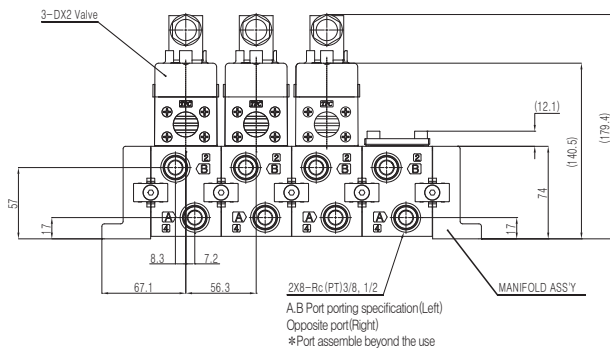 3-DX2 Valve
(12.1)
(140.5)
(179.4)
74
57
17
17
2 2 2 2
B B B B
A A A A
4 4 4 4
8.3
7.2
67.1
56.3
2X8-Rc(PT)3/8, 1/2
MANIFOLD ASS'Y
A.B Port porting specification(Left)
Opposite port(Right)
*Port assemble beyond the use